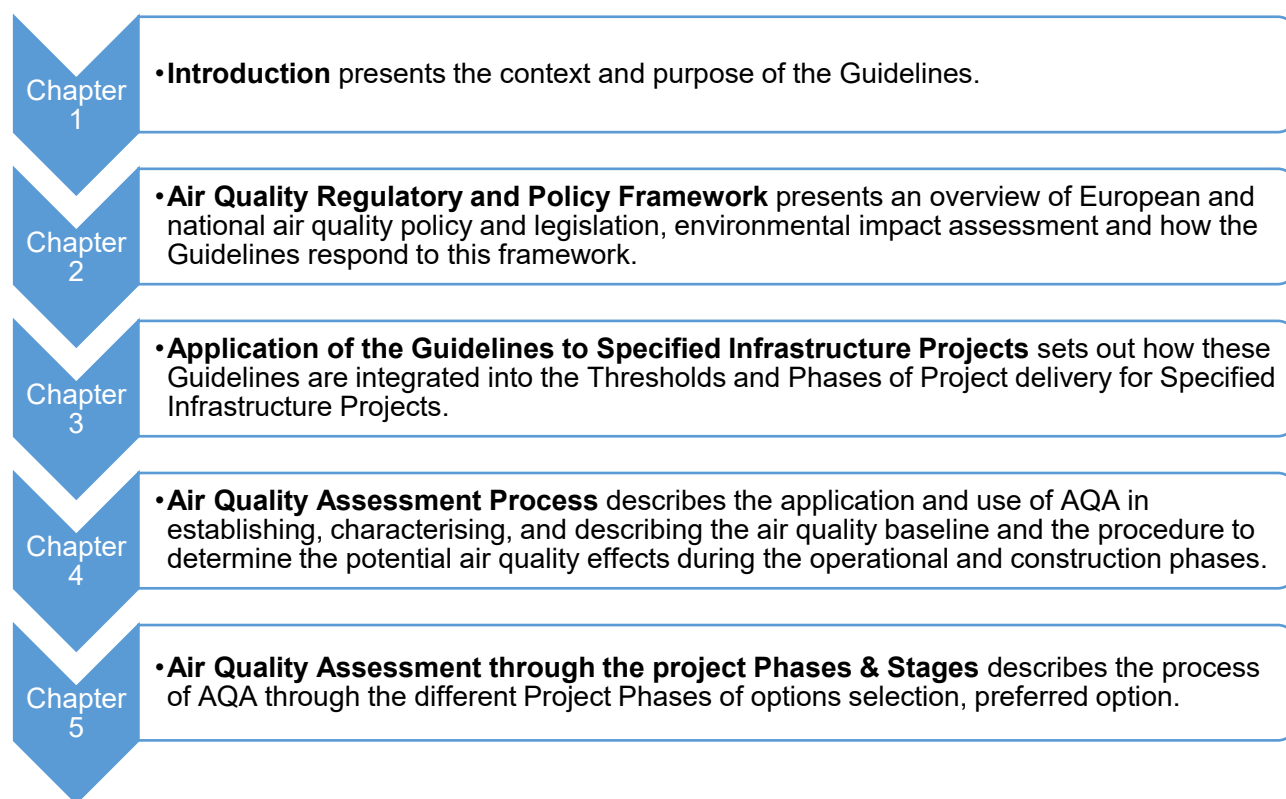 Chapter
1
•Introduction presents the context and purpose of the Guidelines.
Chapter
2
•Air Quality Regulatory and Policy Framework presents an overview of European and
national air quality policy and legislation, environmental impact assessment and how the
Guidelines respond to this framework.
Chapter
3
•Application of the Guidelines to Specified Infrastructure Projects sets out how these
Guidelines are integrated into the Thresholds and Phases of Project delivery for Specified
Infrastructure Projects.
Chapter
4
•Air Quality Assessment Process describes the application and use of AQA in
establishing, characterising, and describing the air quality baseline and the procedure to
determine the potential air quality effects during the operational and construction phases.
Chapter
5
•Air Quality Assessment through the project Phases & Stages describes the process
of AQA through the different Project Phases of options selection, preferred option.